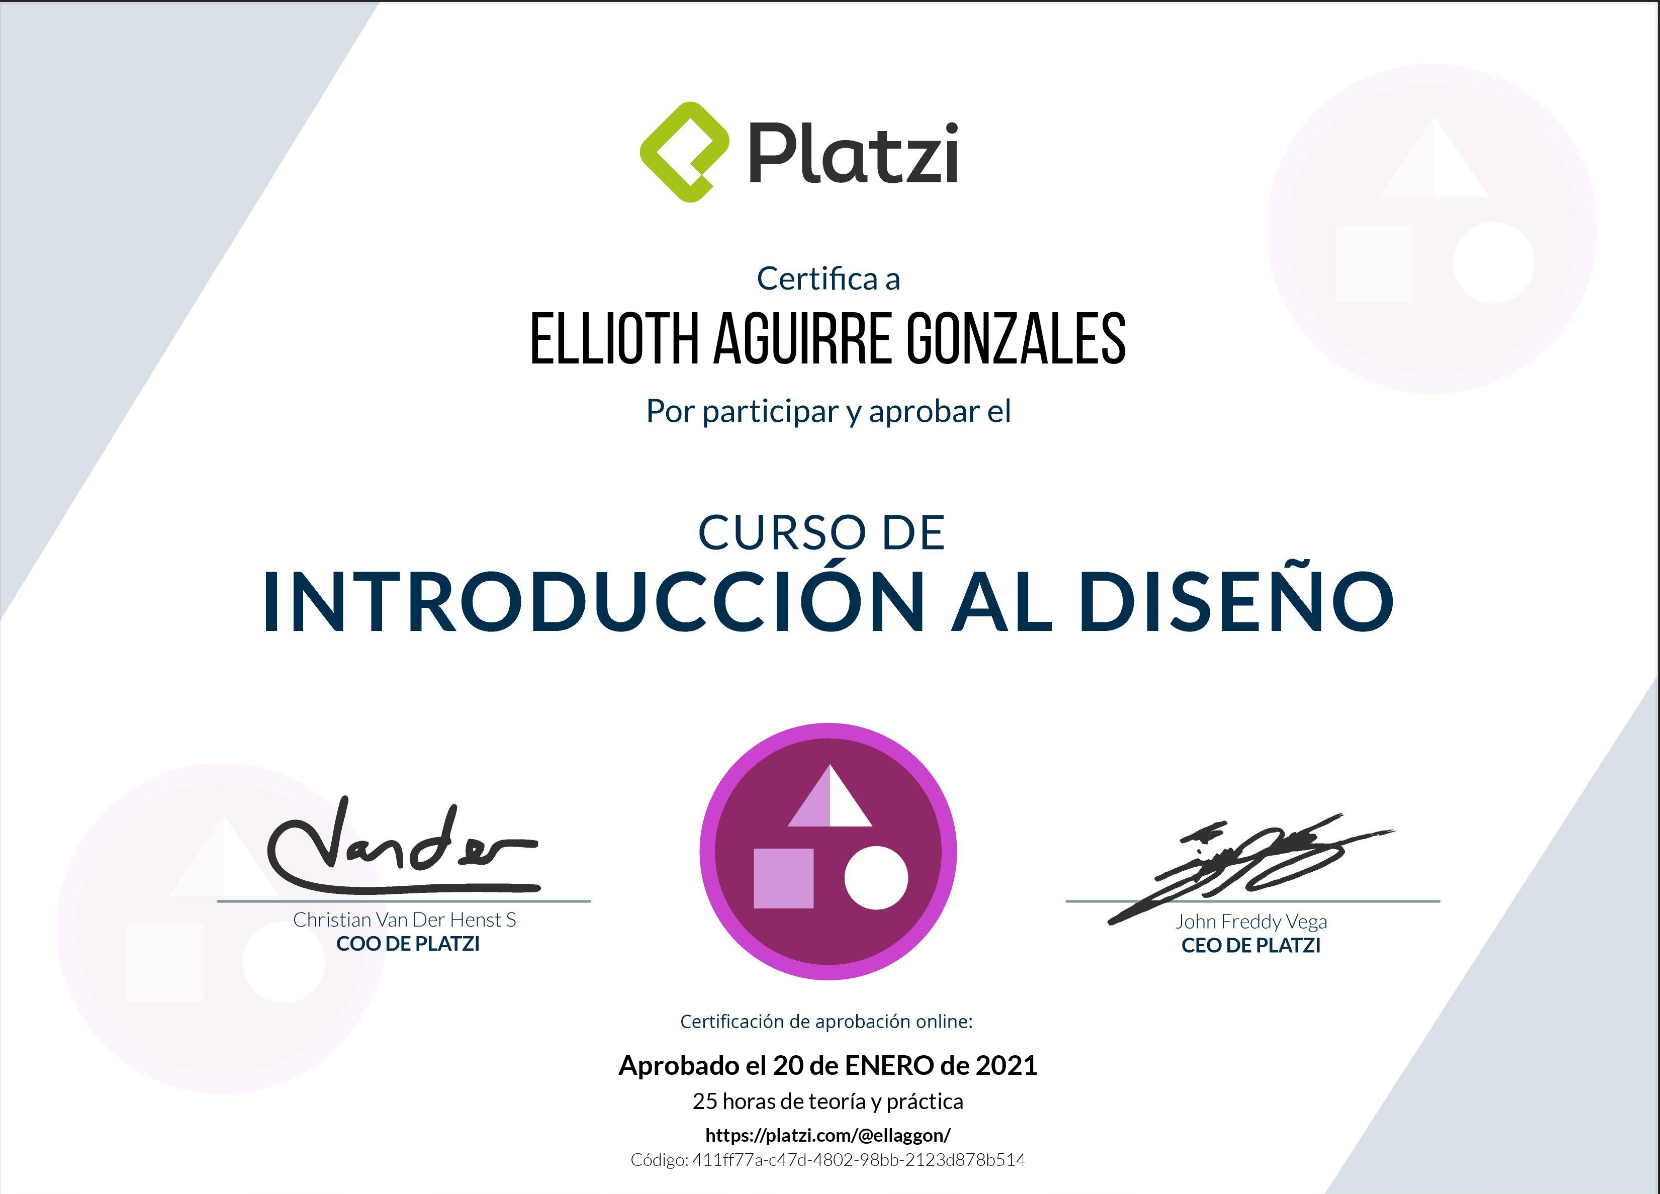 Platzi
Certifica a
ELLIOTH AGUIRRE GONZALES
Por participar y aprobar el
CURSO DE
INTRODUCCIÓN AL DISEÑO
Vander
Christian Van Der Henst S
COO DE PLATZI
John Freddy Vega
CEO DE PLATZI
Certificación de aprobación online:
Aprobado el 20 de ENERO de 2021
25 horas de teoría y práctica
https://platzi.com/@ellaggon/
Código: 411ff77a-c47d-4802-98bb-2123d878b514